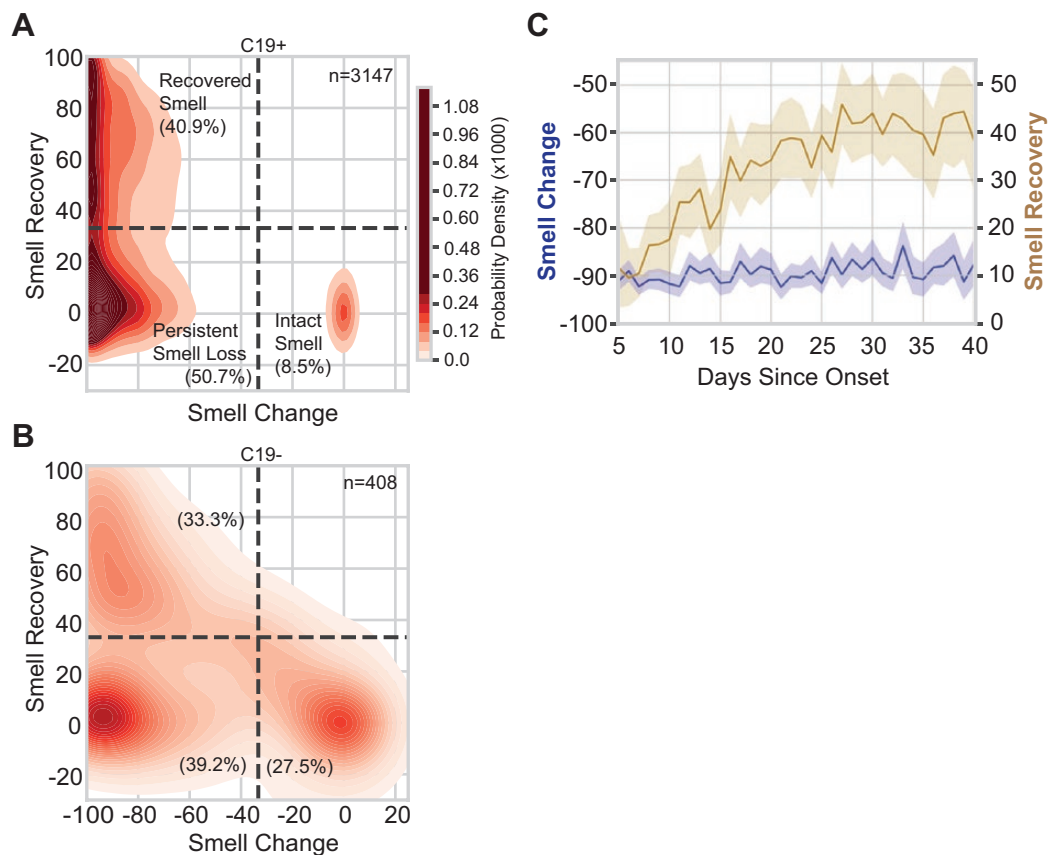 A
C19+
n=3147
Recovered
Smell
(40.9%)
Persistent
Smell Loss
(50.7%)
Intact
Smell
(8.5%)
Smell Recovery
100
80
60
40
20
0
-20
Smell Change
1.08
0.96
0.84
0.72
0.60
0.48
0.36
0.24
0.12
0.0
Probability Density (x1000)
B
C19-
n=408
(33.3%)
(39.2%)
(27.5%)
Smell Recovery
100
80
60
40
20
0
-20
-100 -80 -60 -40 -20 0 20
Smell Change
C
Smell Change
-50
-60
-70
-80
-90
-100
50
40
30
20
10
0
Smell Recovery
5 10 15 21 25 30 35 40
Days Since Onset